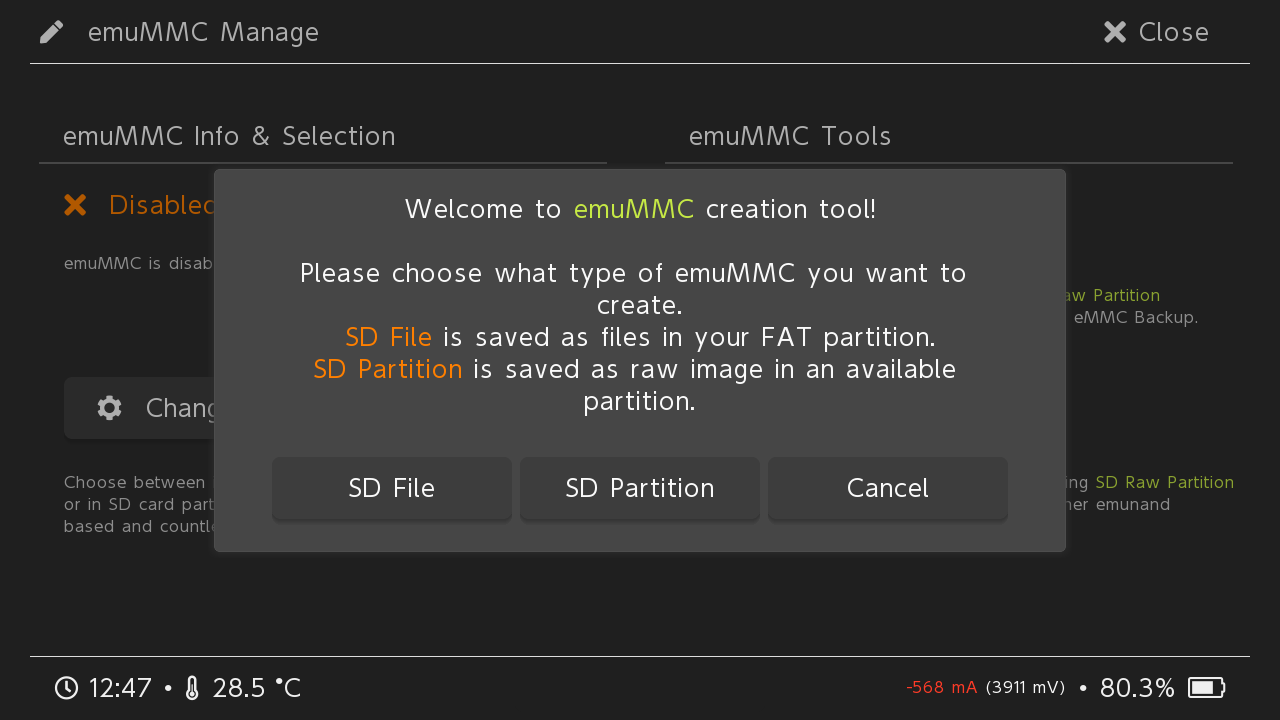 emuMMC Manage
Close
emuMMC Info & Selection
emuMMC Tools
Disabled
emuMMC is disab
Raw Partition
eMMC Backup.
Chang
Choose between
or in SD card part
based and countle
ing SD Raw Partition
her emunand
Welcome to emuMMC creation tool!
Please choose what type of emuMMC you want to
create.
SD File is saved as files in your FAT partition.
SD Partition is saved as raw image in an available
partition.
SD File
SD Partition
Cancel
12:47 • 28.5 °C
-568 mA (3911 mV) • 80.3%